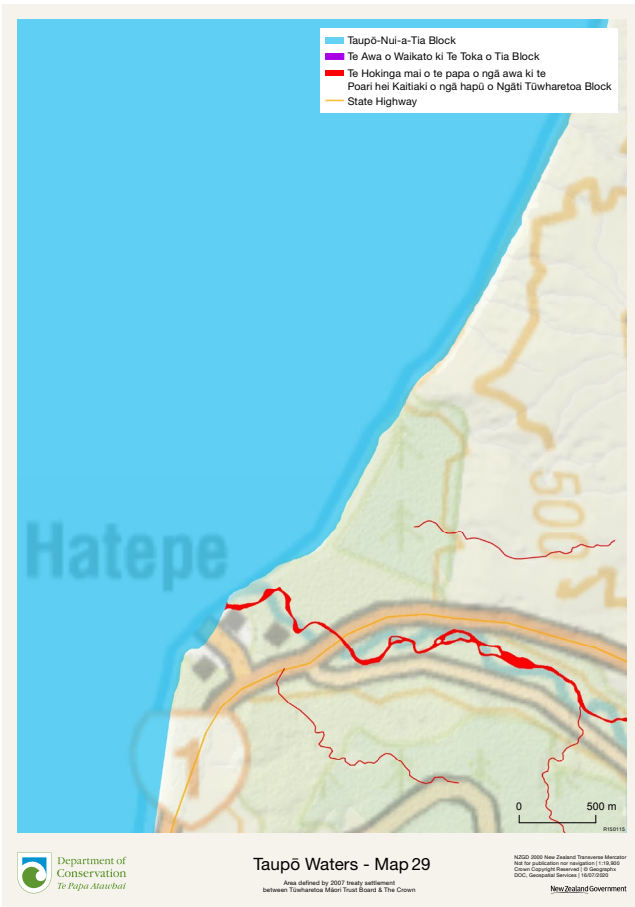 Taupō-Nui-a-Tia Block
Te Awa o Waikato ki Te Toka o Tia Block
Te Hokinga mai o te papa o ngā awa ki te
Poari hei Kaitiaki o ngā hapū o Ngāti Tūwharetoa Block
State Highway
500
Hatepe
1
0 500 m
R150115
Department of
Conservation
Te Papa Atawhai
Taupō Waters - Map 29
Area defined by 2007 treaty settlement
between Tūwharetoa Māori Trust Board & The Crown
NZGD 2000 New Zealand Transverse Mercator
Not for publication nor navigation | 1:19,900
Crown Copyright Reserved | © Geographx
DOC, Geospatial Services | 16/07/2020
New Zealand Government